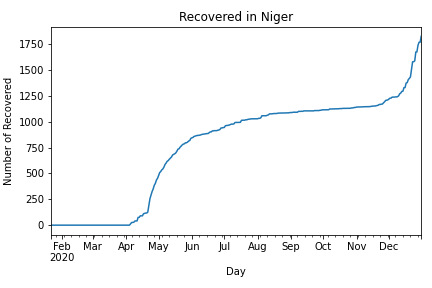 Recovered in Niger
Number of Recovered
1750
1500
1250
1000
750
500
250
0
Feb Mar Apr May Jun Jul Aug Sep Oct Nov Dec
2020
Day